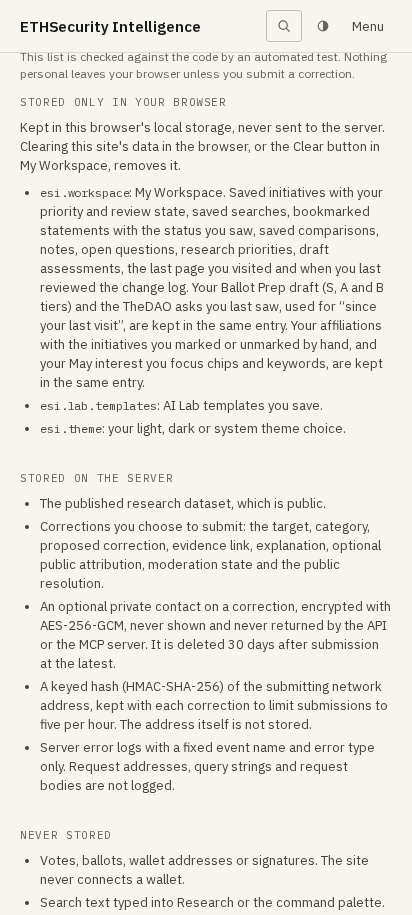 ETHSecurity Intelligence
Menu
This list is checked against the code by an automated test. Nothing
personal leaves your browser unless you submit a correction.
STORED ONLY IN YOUR BROWSER
Kept in this browser's local storage, never sent to the server.
Clearing this site's data in the browser, or the Clear button in
My Workspace, removes it.
• esi.workspace: My Workspace. Saved initiatives with your
priority and review state, saved searches, bookmarked
statements with the status you saw, saved comparisons,
notes, open questions, research priorities, draft
assessments, the last page you visited and when you last
reviewed the change log. Your Ballot Prep draft (S, A and B
tiers) and the TheDAO asks you last saw, used for “since
your last visit”, are kept in the same entry. Your affiliations
with the initiatives you marked or unmarked by hand, and
your May interest you focus chips and keywords, are kept
in the same entry.
• esi.lab.templates: AI Lab templates you save.
• esi.theme: your light, dark or system theme choice.
STORED ON THE SERVER
• The published research dataset, which is public.
• Corrections you choose to submit: the target, category,
proposed correction, evidence link, explanation, optional
public attribution, moderation state and the public
resolution.
• An optional private contact on a correction, encrypted with
AES-256-GCM, never shown and never returned by the API
or the MCP server. It is deleted 30 days after submission
at the latest.
• A keyed hash (HMAC-SHA-256) of the submitting network
address, kept with each correction to limit submissions to
five per hour. The address itself is not stored.
• Server error logs with a fixed event name and error type
only. Request addresses, query strings and request
bodies are not logged.
NEVER STORED
• Votes, ballots, wallet addresses or signatures. The site
never connects a wallet.
• Search text typed into Research or the command palette.